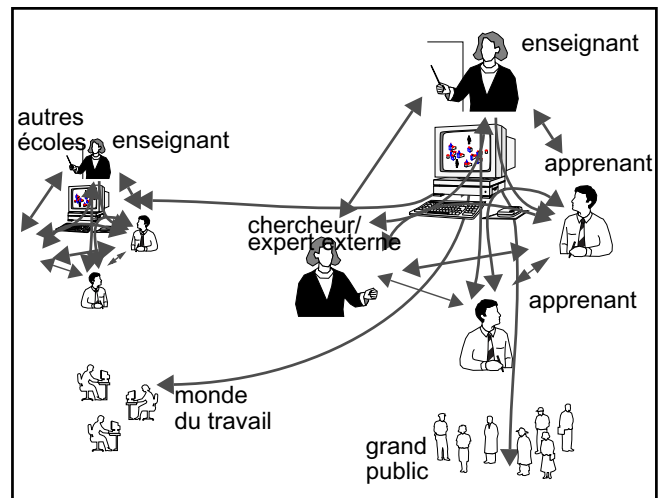 enseignant
autres
écoles
enseignant
apprenant
chercheur/
expert externe
apprenant
monde
du travail
grand
public